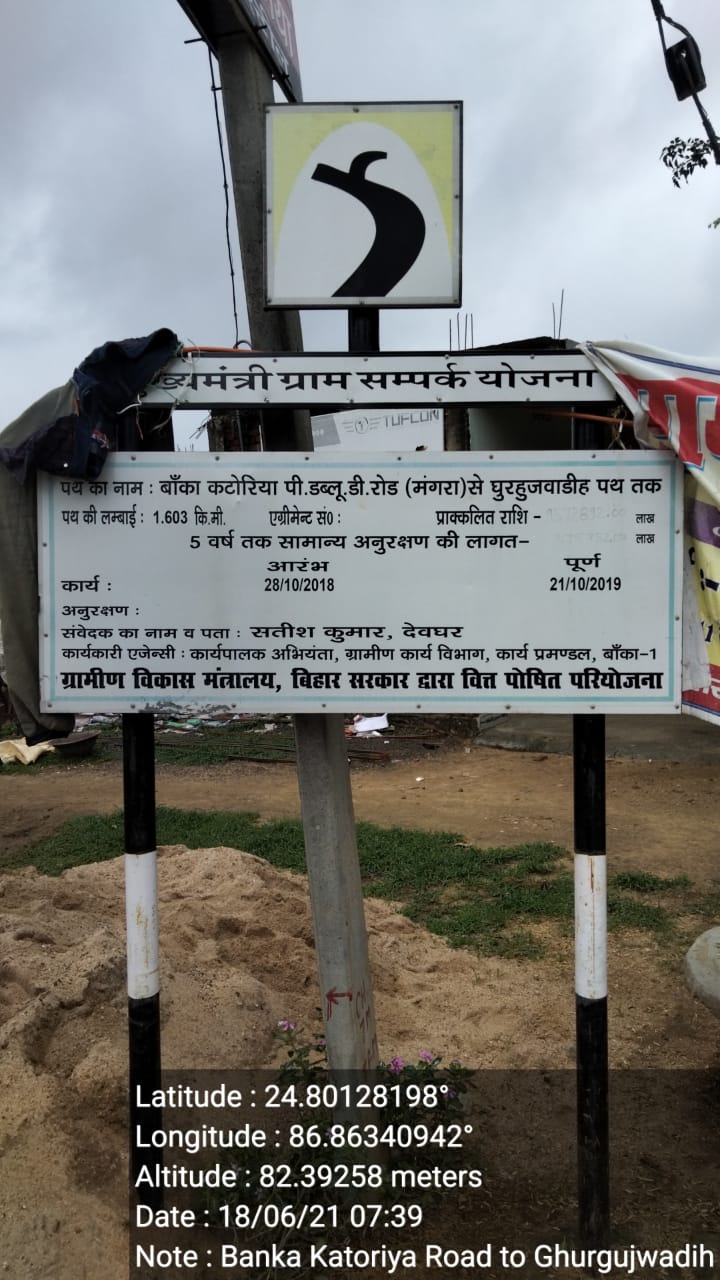 ख्यमंत्री ग्राम सम्पर्क योजना
TUFCON
पथ का नाम : बाँका कटोरिया पी.डब्लू.डी.रोड (मंगरा)से घुरहुजवाडीह पथ तक
पथ की लम्बाई : 1.603 कि.मी. एग्रीमेन्ट सं0 : प्राक्कलित राशि - लाख
5 वर्ष तक सामान्य अनुरक्षण की लागत- लाख
आरंभ पूर्ण
कार्य : 28/10/2018 21/10/2019
अनुरक्षण :
संवेदक का नाम व पता : सतीश कुमार, देवघर
कार्यकारी एजेन्सी : कार्यपालक अभियंता, ग्रामीण कार्य विभाग, कार्य प्रमण्डल, बाँका-1
ग्रामीण विकास मंत्रालय, बिहार सरकार द्वारा वित्त पोषित परियोजना
Latitude : 24.80128198°
Longitude : 86.86340942°
Altitude : 82.39258 meters
Date : 18/06/21 07:39
Note : Banka Katoriya Road to Ghurgujwadih